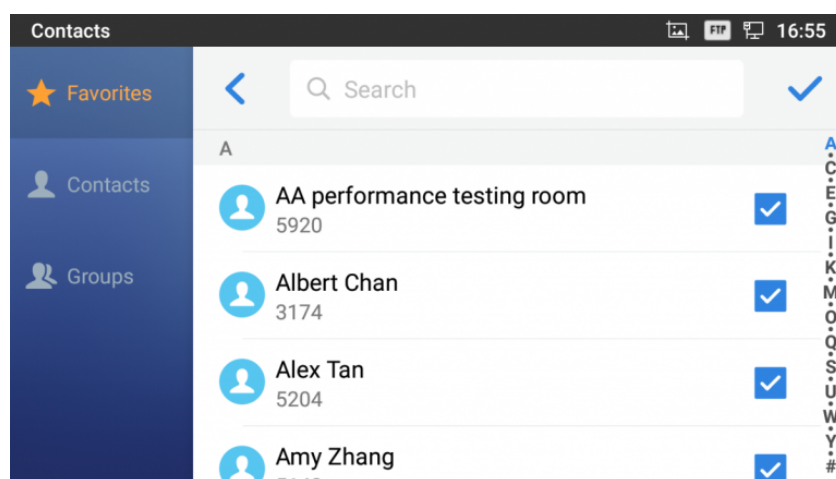 Contacts
FTP
16:55
Favorites
Search
A
Contacts
AA performance testing room
5920
Groups
Albert Chan
3174
Alex Tan
5204
Amy Zhang
A
C
E
G
I
K
M
O
Q
S
U
W
Y
#